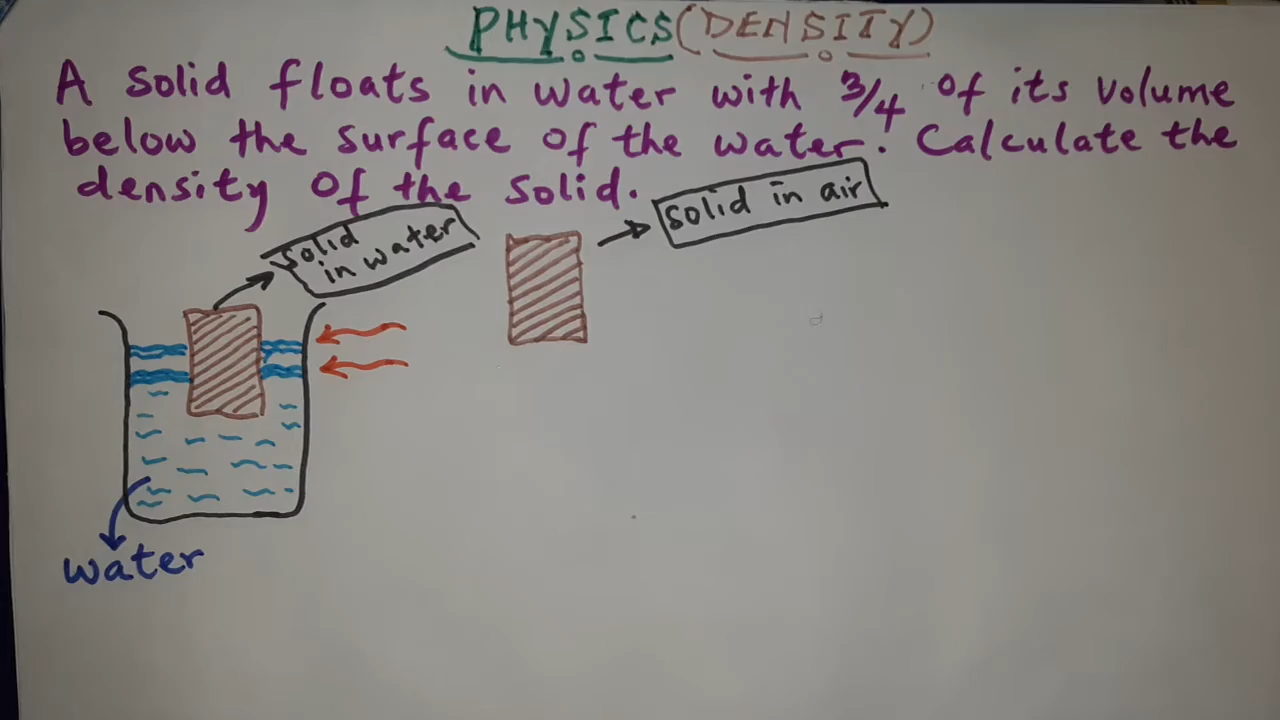 PHYSICS (DENSITY)
A solid floats in water with 3/4 of its volume
below the surface of the water. Calculate the
density of the solid.
solid in air
solid
in water
water